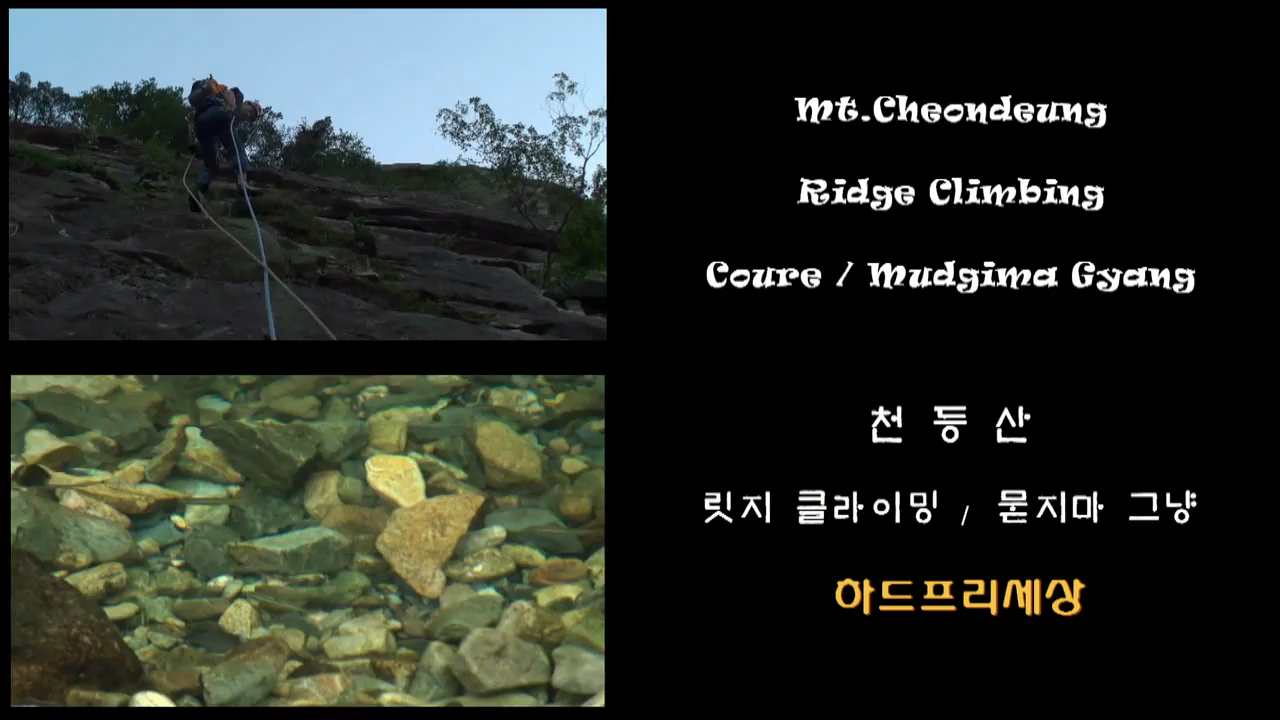 Mt.Cheondeung
Ridge Climbing
Coure / Mudgima Gyang
천 등 산
릿지 클라이밍 / 묻지마 그냥
하드프리세상